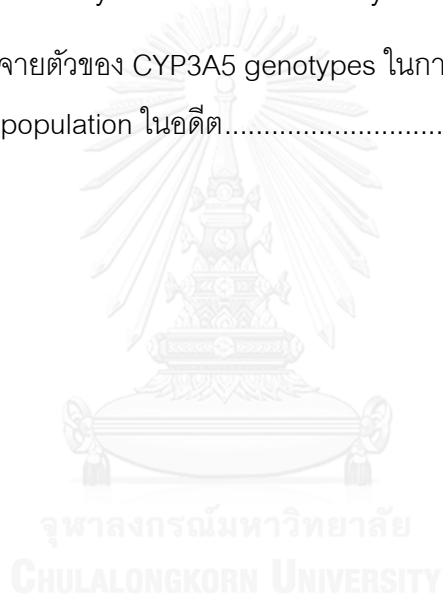 จายตัวของ CYP3A5 genotypes ในกา
population ในอดีต..............................
จุฬาลงกรณ์มหาวิทยาลัย
CHULALONGKORN UNIVERSITY